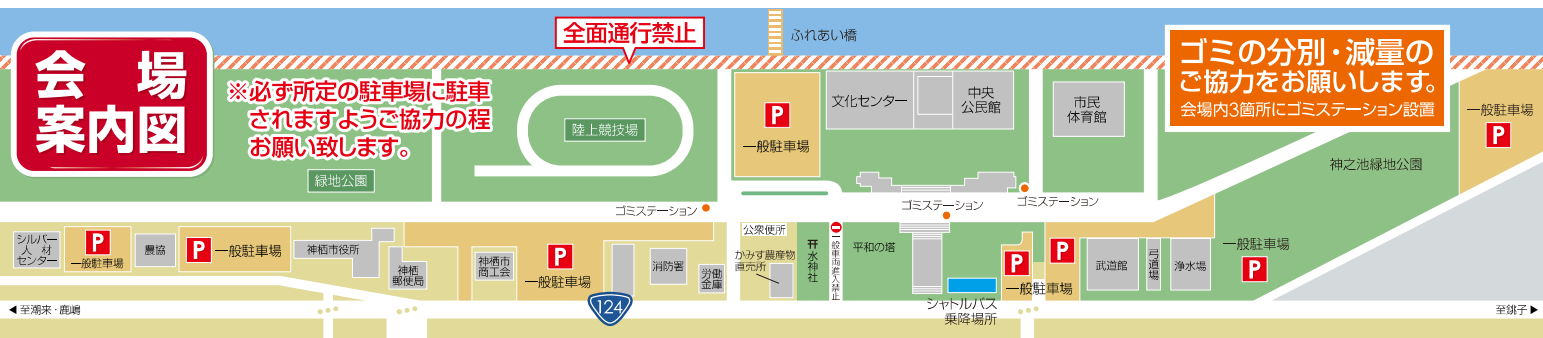 会場
案内図
※必ず所定の駐車場に駐車
されますようご協力の程
お願い致します。
全面通行禁止
ふれあい橋
ゴミの分別・減量の
ご協力をお願いします。
会場内3箇所にゴミステーション設置
緑地公園
陸上競技場
P
一般駐車場
文化センター
中央
公民館
市民
体育館
神之池緑地公園
一般駐車場
P
ゴミステーション
ゴミステーション
ゴミステーション
シルバー
人材
センター
P
一般駐車場
農協
P
一般駐車場
神栖市役所
神栖
郵便局
神栖市
商工会
P
一般駐車場
消防署
労働
金庫
公衆便所
かみす農産物
直売所
水神社
一般車両進入禁止
平和の塔
シャトルバス
乗降場所
P
P
一般駐車場
武道館
弓道場
浄水場
一般駐車場
P
124
◀至潮来・鹿嶋
至銚子▶